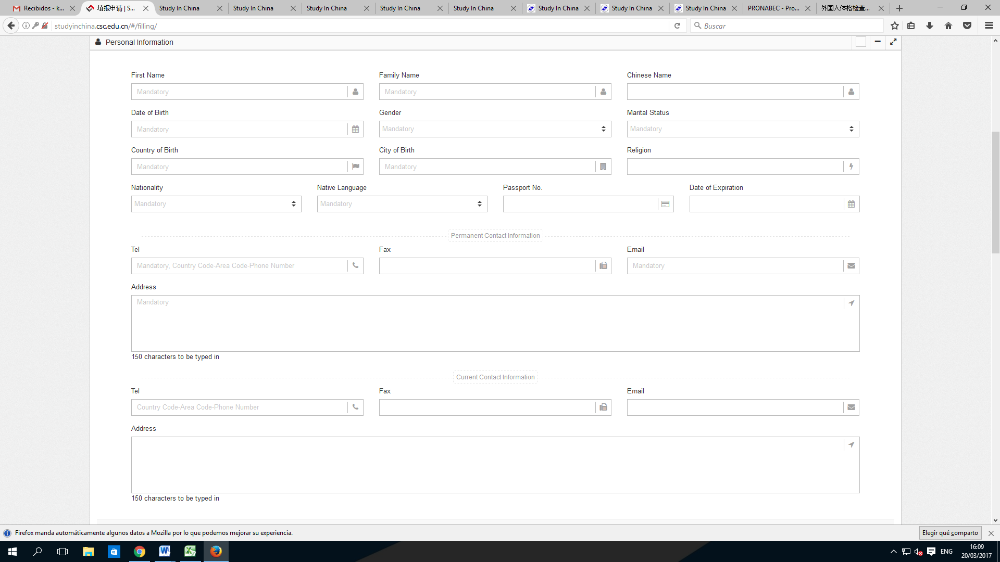 Recibidos - k...
填报申请 | S...
Study In China
Study In China
Study In China
Study In China
Study In China
Study In China
Study In China
Study In China
PRONABEC - Pro...
外国人体格检查...
studyinchina.csc.edu.cn/#/filling/
Buscar
Personal Information
First Name
Family Name
Chinese Name
Mandatory
Mandatory
Date of Birth
Gender
Marital Status
Mandatory
Mandatory
Mandatory
Country of Birth
City of Birth
Religion
Mandatory
Mandatory
Nationality
Native Language
Passport No.
Date of Expiration
Mandatory
Mandatory
Permanent Contact Information
Tel
Fax
Email
Mandatory, Country Code-Area Code-Phone Number
Mandatory
Address
Mandatory
150 characters to be typed in
Current Contact Information
Tel
Fax
Email
Country Code-Area Code-Phone Number
Address
150 characters to be typed in
Firefox manda automáticamente algunos datos a Mozilla por lo que podemos mejorar su experiencia.
Elegir qué comparto
ENG
16:09
20/03/2017